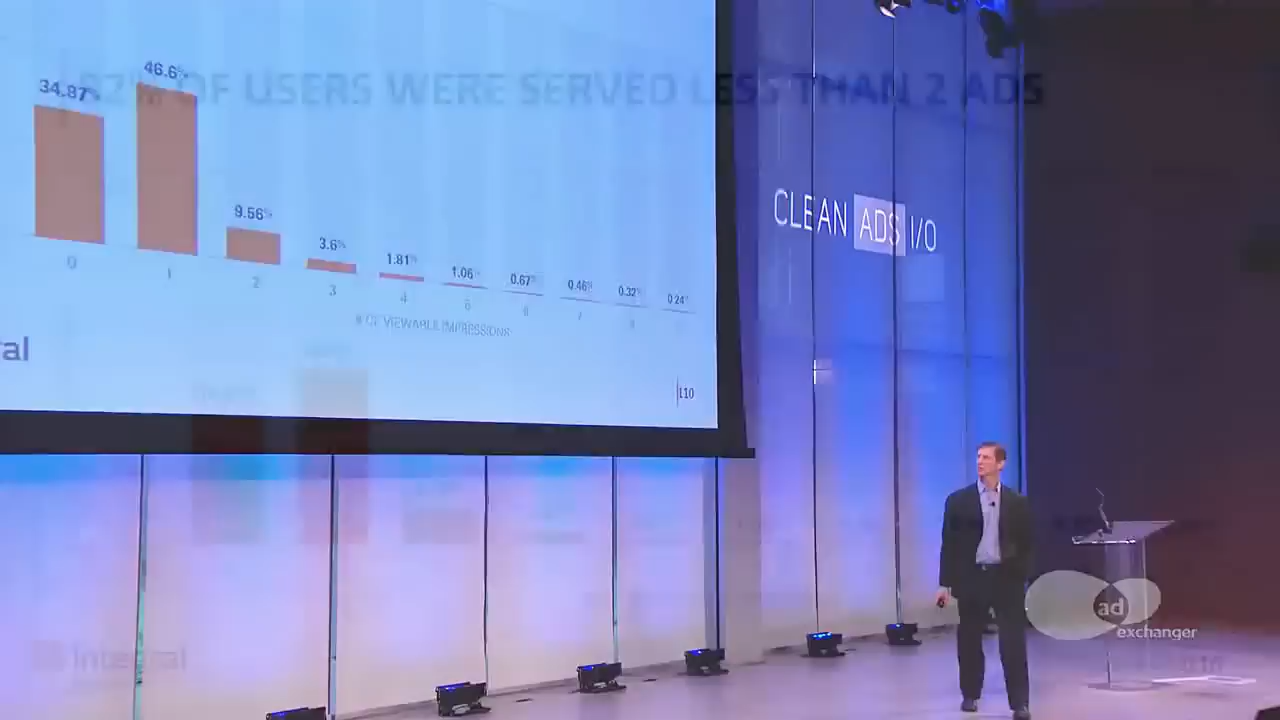 82% OF USERS WERE SERVED LESS THAN 2 ADS
34.87%
46.6%
9.56%
3.6%
1.81%
1.06%
0.67%
0.46%
0.32%
0.24%
0
1
2
3
4
5
6
7
8
# OF VIEWABLE IMPRESSIONS
ral
|110
CLEAN ADS I/O
ad
exchanger
Integral